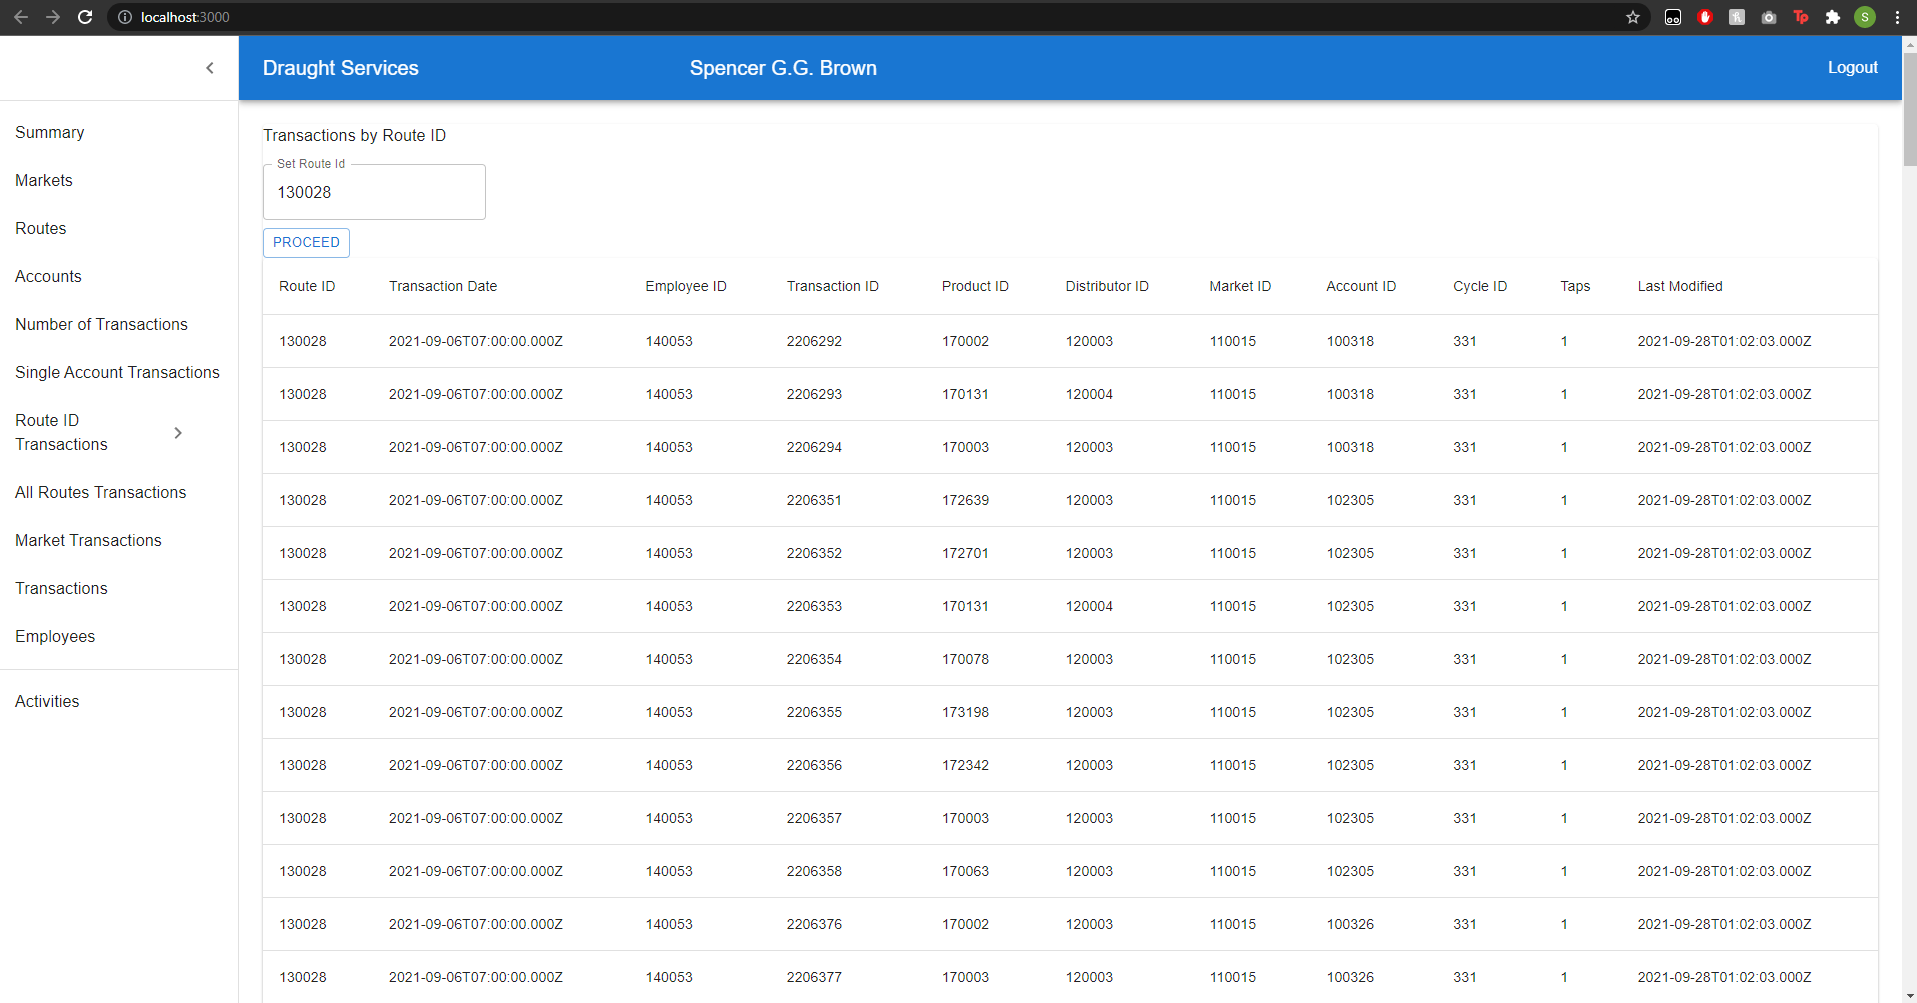 localhost:3000
Tp
S
Draught Services Spencer G.G. Brown Logout
Summary
Markets
Routes
Accounts
Number of Transactions
Single Account Transactions
Route ID
Transactions
All Routes Transactions
Market Transactions
Transactions
Employees
Activities
Transactions by Route ID
Set Route Id
130028
PROCEED
Route ID Transaction Date Employee ID Transaction ID Product ID Distributor ID Market ID Account ID Cycle ID Taps Last Modified
130028 2021-09-06T07:00:00.000Z 140053 2206292 170002 120003 110015 100318 331 1 2021-09-28T01:02:03.000Z
130028 2021-09-06T07:00:00.000Z 140053 2206293 170131 120004 110015 100318 331 1 2021-09-28T01:02:03.000Z
130028 2021-09-06T07:00:00.000Z 140053 2206294 170003 120003 110015 100318 331 1 2021-09-28T01:02:03.000Z
130028 2021-09-06T07:00:00.000Z 140053 2206351 172639 120003 110015 102305 331 1 2021-09-28T01:02:03.000Z
130028 2021-09-06T07:00:00.000Z 140053 2206352 172701 120003 110015 102305 331 1 2021-09-28T01:02:03.000Z
130028 2021-09-06T07:00:00.000Z 140053 2206353 170131 120004 110015 102305 331 1 2021-09-28T01:02:03.000Z
130028 2021-09-06T07:00:00.000Z 140053 2206354 170078 120003 110015 102305 331 1 2021-09-28T01:02:03.000Z
130028 2021-09-06T07:00:00.000Z 140053 2206355 173198 120003 110015 102305 331 1 2021-09-28T01:02:03.000Z
130028 2021-09-06T07:00:00.000Z 140053 2206356 172342 120003 110015 102305 331 1 2021-09-28T01:02:03.000Z
130028 2021-09-06T07:00:00.000Z 140053 2206357 170003 120003 110015 102305 331 1 2021-09-28T01:02:03.000Z
130028 2021-09-06T07:00:00.000Z 140053 2206358 170063 120003 110015 102305 331 1 2021-09-28T01:02:03.000Z
130028 2021-09-06T07:00:00.000Z 140053 2206376 170002 120003 110015 100326 331 1 2021-09-28T01:02:03.000Z
130028 2021-09-06T07:00:00.000Z 140053 2206377 170003 120003 110015 100326 331 1 2021-09-28T01:02:03.000Z